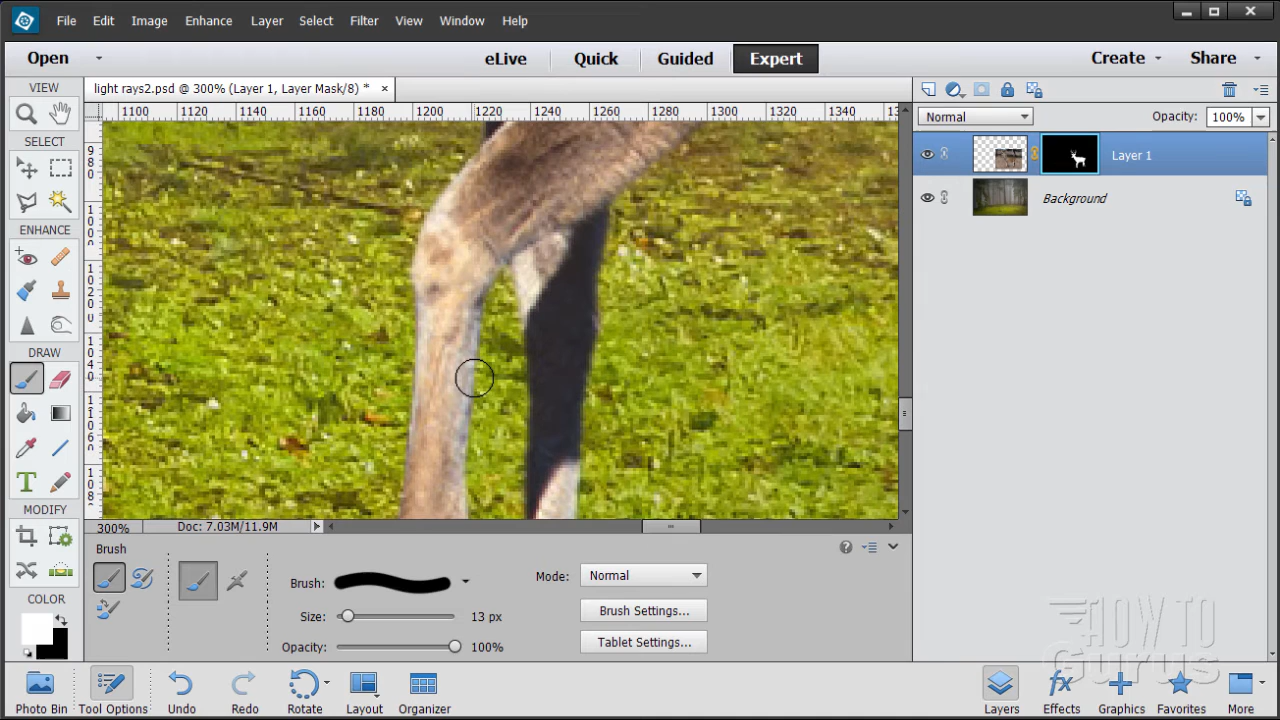 File Edit Image Enhance Layer Select Filter View Window Help
Open eLive Quick Guided Expert Create Share
VIEW
light rays2.psd @ 300% (Layer 1, Layer Mask/8) * ×
1100 1160 1180 1200 1220 1240 1260 1280 1300 1320 1340
Normal Opacity: 100%
SELECT
Layer 1
Background
ENHANCE
DRAW
MODIFY
COLOR
300% Doc: 7.03M/11.9M
Brush
Brush: Mode: Normal
Size: 13 px Brush Settings...
Opacity: 100% Tablet Settings...
HOW TO
Gurus
Photo Bin Tool Options Undo Redo Rotate Layout Organizer Layers Effects Graphics Favorites More